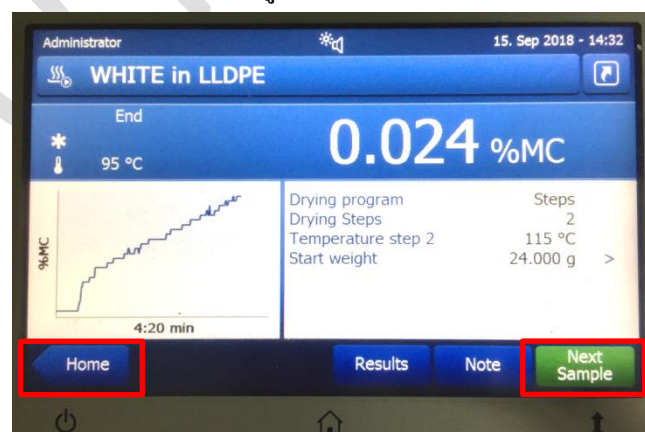 Administrator 15. Sep 2018 - 14:32
WHITE in LLDPE
End
0.024 %MC
95 °C
%MC
4:20 min
Drying program Steps
Drying Steps 2
Temperature step 2 115 °C
Start weight 24.000 g >
Home Results Note Next Sample